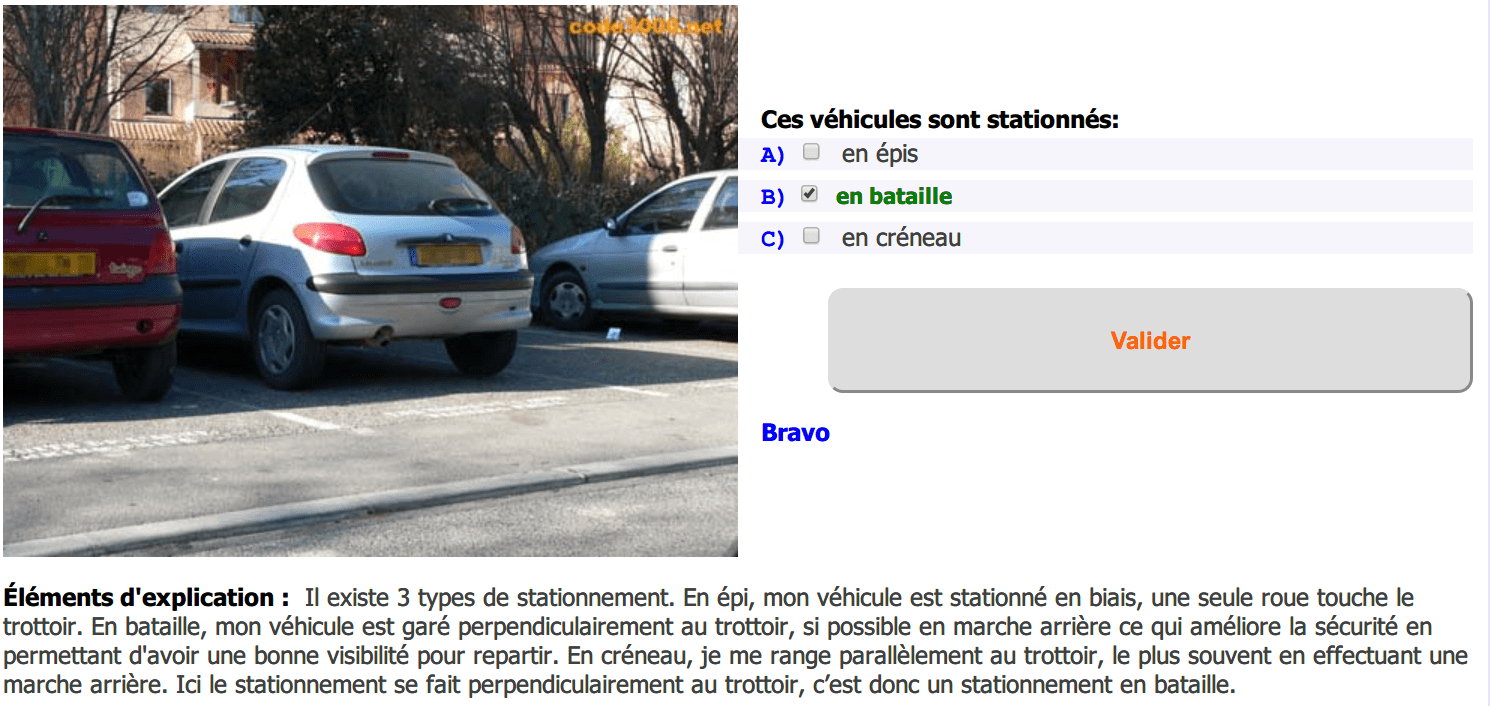 code3000.net
Ces véhicules sont stationnés:
A) en épis
B) en bataille
C) en créneau
Valider
Bravo
Éléments d'explication : Il existe 3 types de stationnement. En épi, mon véhicule est stationné en biais, une seule roue touche le
trottoir. En bataille, mon véhicule est garé perpendiculairement au trottoir, si possible en marche arrière ce qui améliore la sécurité en
permettant d'avoir une bonne visibilité pour repartir. En créneau, je me range parallèlement au trottoir, le plus souvent en effectuant une
marche arrière. Ici le stationnement se fait perpendiculairement au trottoir, c’est donc un stationnement en bataille.